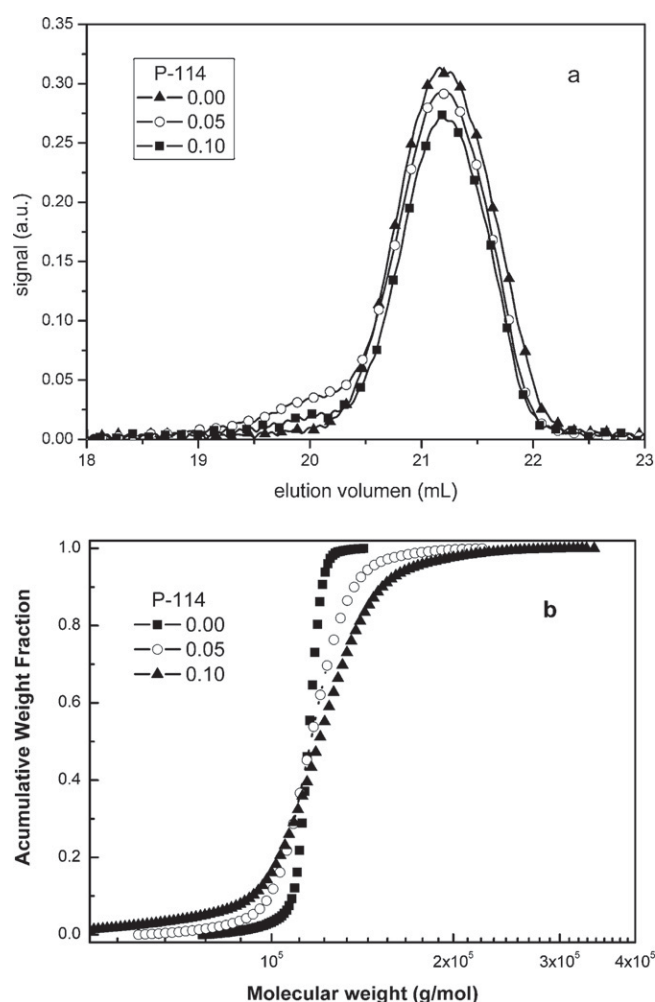 0.35
0.30
0.25
0.20
0.15
0.10
0.05
0.00
signal (a.u.)
P-114
0.00
0.05
0.10
a
18 19 20 21 22 23
elution volumen (mL)
1.0
0.8
0.6
0.4
0.2
0.0
Acumulative Weight Fraction
P-114
0.00
0.05
0.10
b
10⁵ 2x10⁵ 3x10⁵ 4x10⁵
Molecular weight (g/mol)